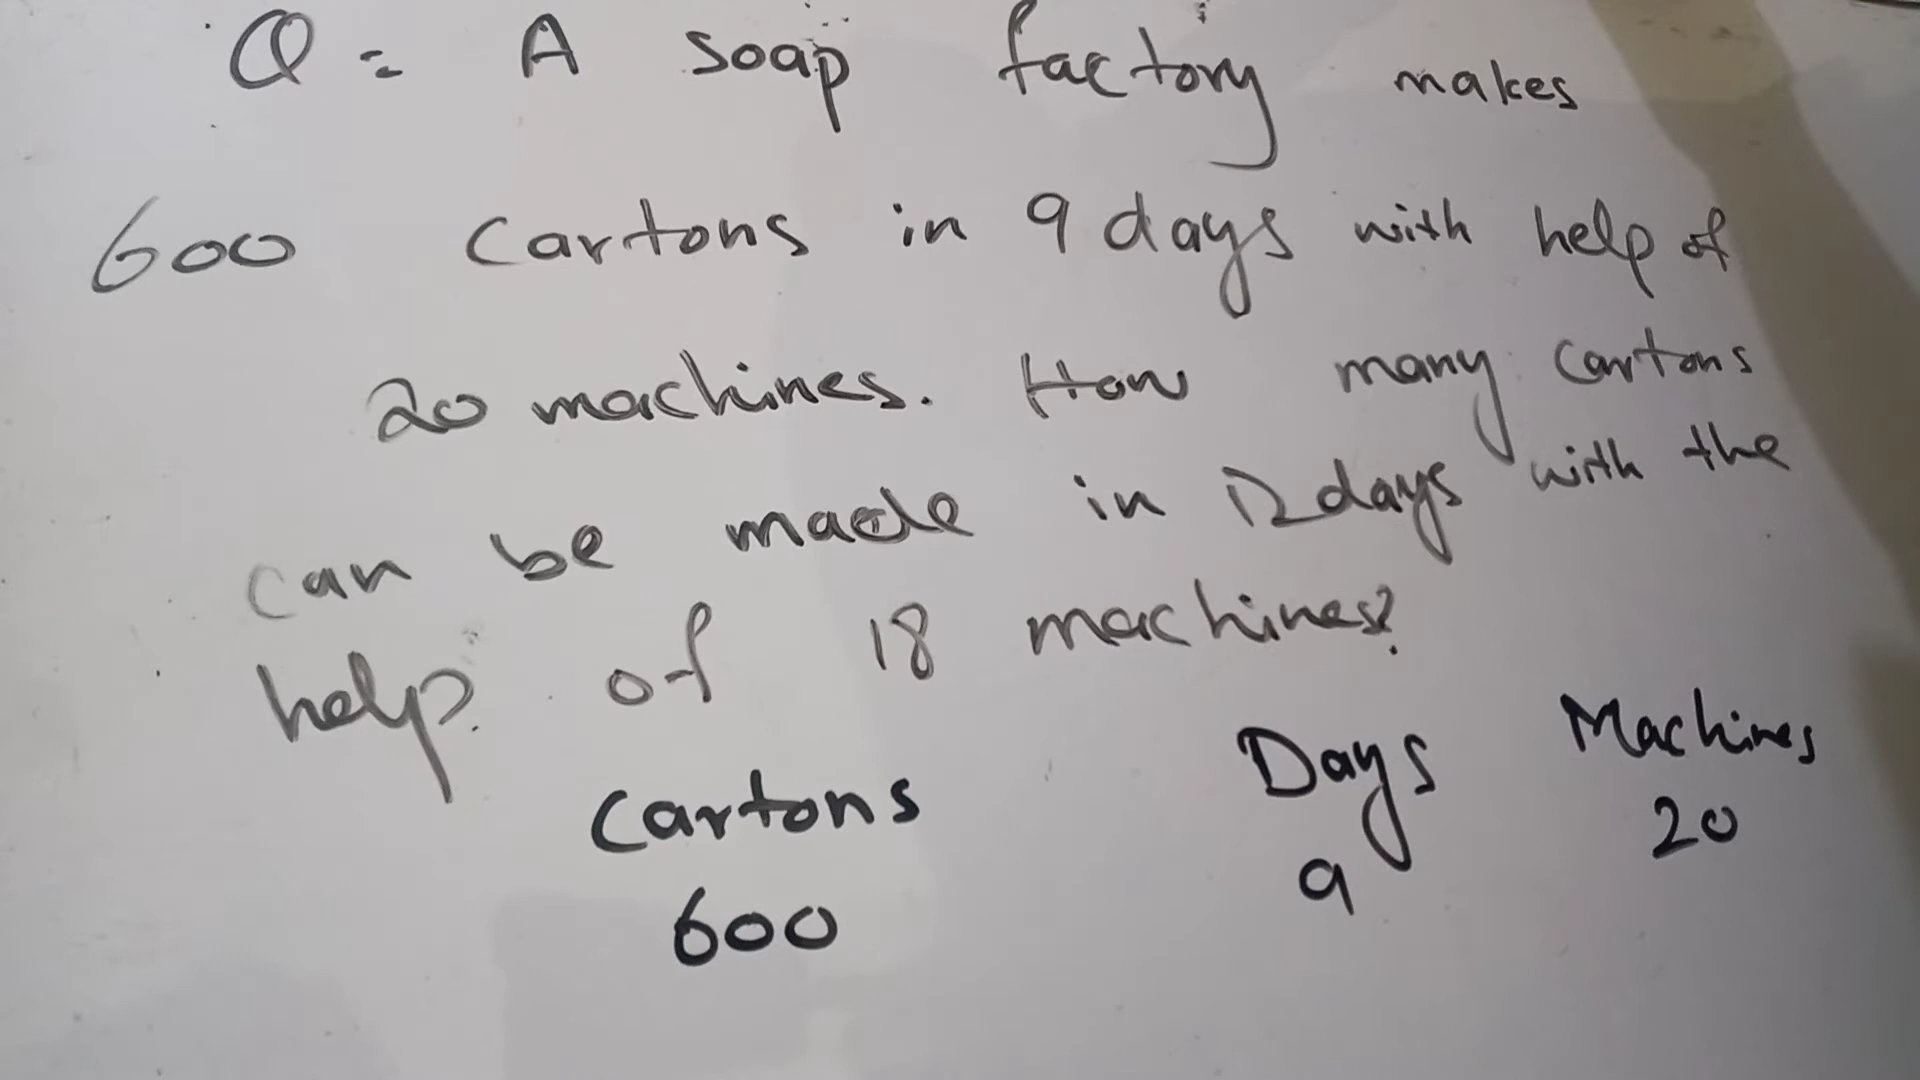 Q = A soap factory makes
600 cartons in 9 days with help of
20 machines. How many cartons
can be made in 12 days with the
help of 18 machines?
Cartons Days Machines
600 9 20